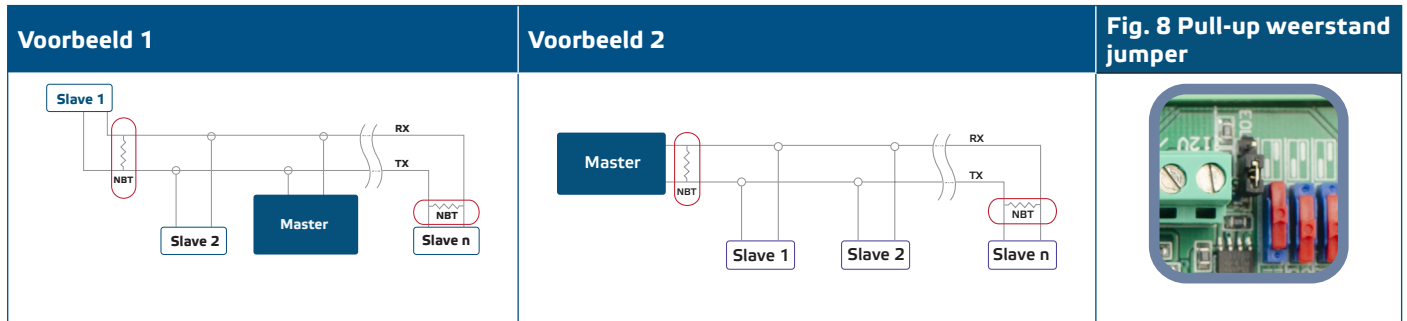 Voorbeeld 1
Voorbeeld 2
Fig. 8 Pull-up weerstand
jumper
Slave 1
RX
TX
NBT
Slave 2
Master
NBT
Slave n
Master
RX
TX
NBT
NBT
Slave 1
Slave 2
Slave n
12V